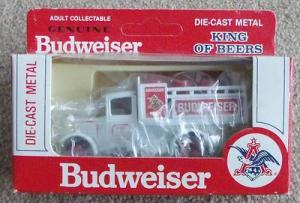 ADULT COLLECTABLE
GENUINE
Budweiser
DIE-CAST METAL
KING
OF BEERS
DIE-CAST METAL
BUDWEISER
Budweiser